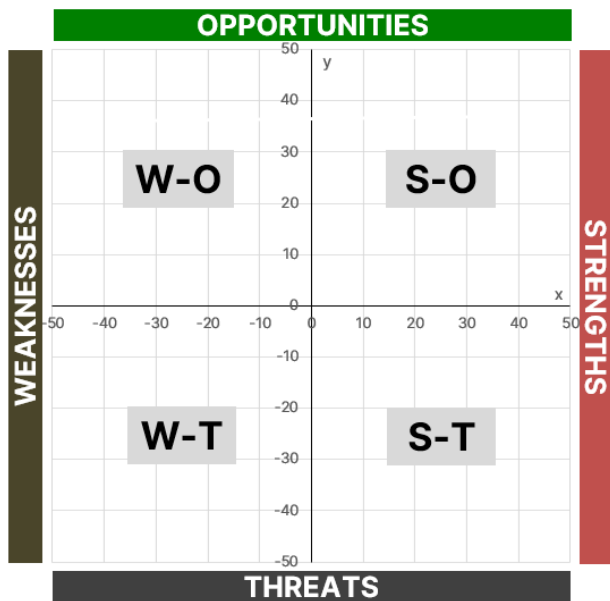 OPPORTUNITIES
50
y
40
30
W-O
S-O
20
10
x
0
-50 -40 -30 -20 -10 0 10 20 30 40 50
WEAKNESSES
STRENGTHS
-10
-20
W-T
S-T
-30
-40
-50
THREATS